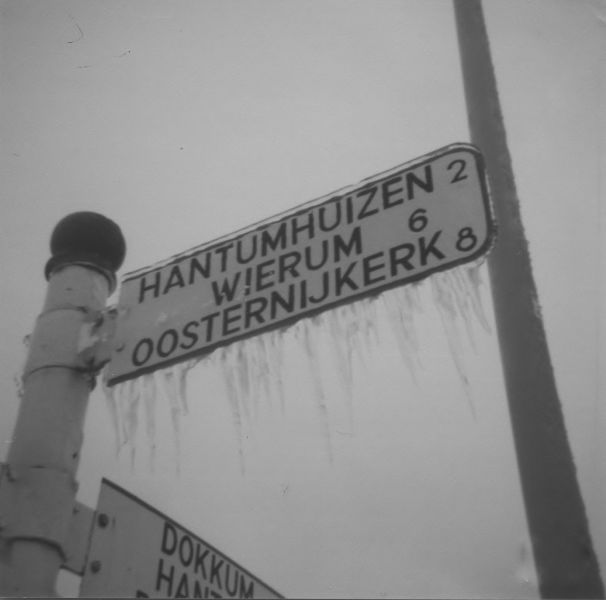 HANTUMHUIZEN 2
WIERUM 6
OOSTERNIJKERK 8
DOKKUM